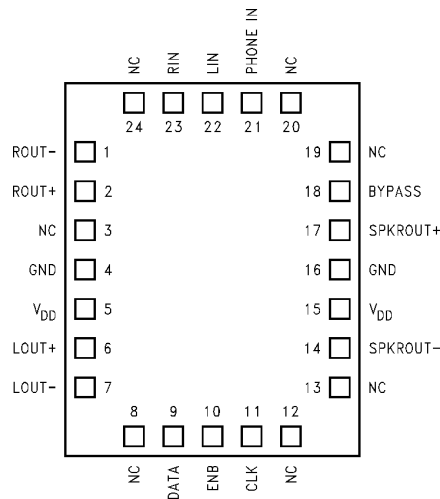 NC RIN LIN PHONE IN NC
24 23 22 21 20
ROUT- 1 19 NC
ROUT+ 2 18 BYPASS
NC 3 17 SPKROUT+
GND 4 16 GND
VDD 5 15 VDD
LOUT+ 6 14 SPKROUT-
LOUT- 7 13 NC
8 9 10 11 12
NC DATA ENB CLK NC